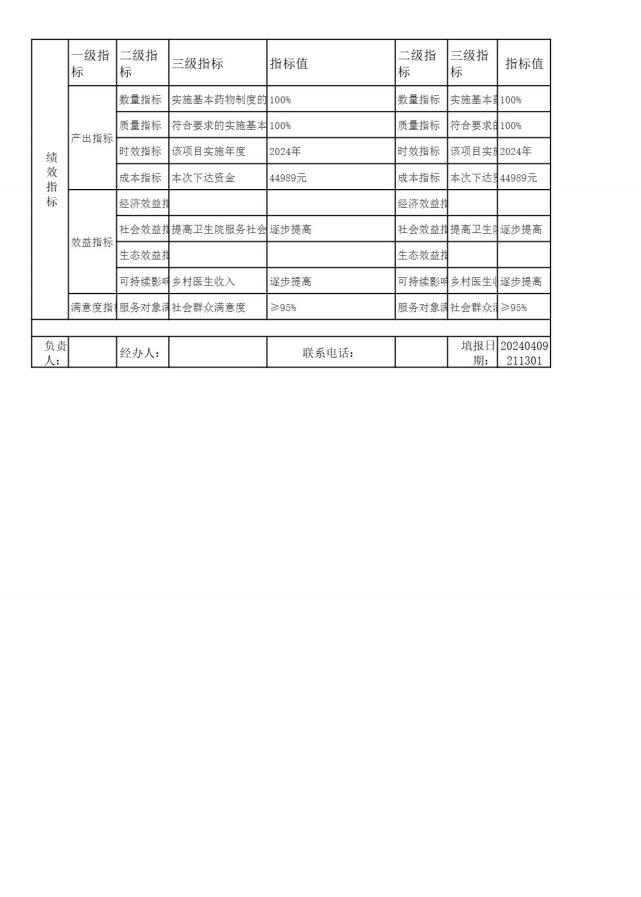 一级指标 二级指标 三级指标 指标值 二级指标 三级指标 指标值
绩效指标
产出指标
数量指标 实施基本药物制度的 100% 数量指标 实施基本 100%
质量指标 符合要求的实施基本 100% 质量指标 符合要求的 100%
时效指标 该项目实施年度 2024年 时效指标 该项目实施 2024年
成本指标 本次下达资金 44989元 成本指标 本次下达 44989元
效益指标
经济效益指 经济效益指
社会效益指 提高卫生院服务社会 逐步提高 社会效益指 提高卫生 逐步提高
生态效益指 生态效益指
可持续影响 乡村医生收入 逐步提高 可持续影响 乡村医生 逐步提高
满意度指 服务对象满 社会群众满意度 ≥95% 服务对象满 社会群众 ≥95%
负责人： 经办人： 联系电话： 填报日期： 20240409211301